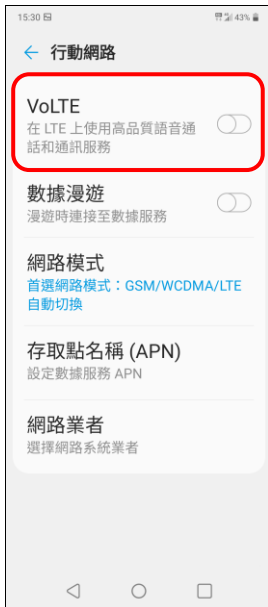 15:30
43%
行動網路
VoLTE
在 LTE 上使用高品質語音通
話和通訊服務
數據漫遊
漫遊時連接至數據服務
網路模式
首選網路模式：GSM/WCDMA/LTE
自動切換
存取點名稱 (APN)
設定數據服務 APN
網路業者
選擇網路系統業者